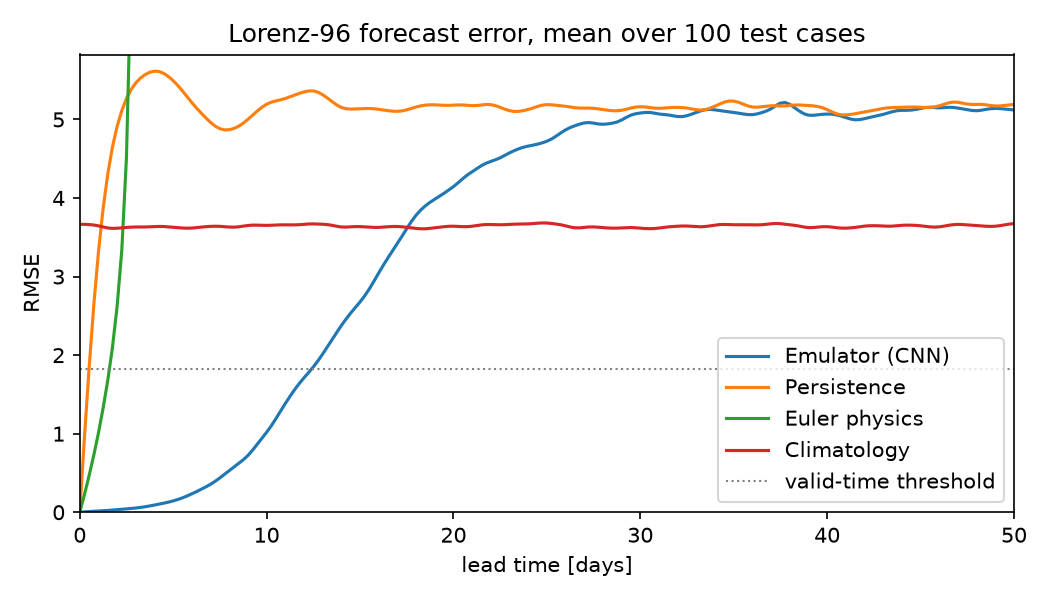 Lorenz-96 forecast error, mean over 100 test cases
RMSE
5
4
3
2
1
0
0 10 20 30 40 50
lead time [days]
Emulator (CNN)
Persistence
Euler physics
Climatology
valid-time threshold